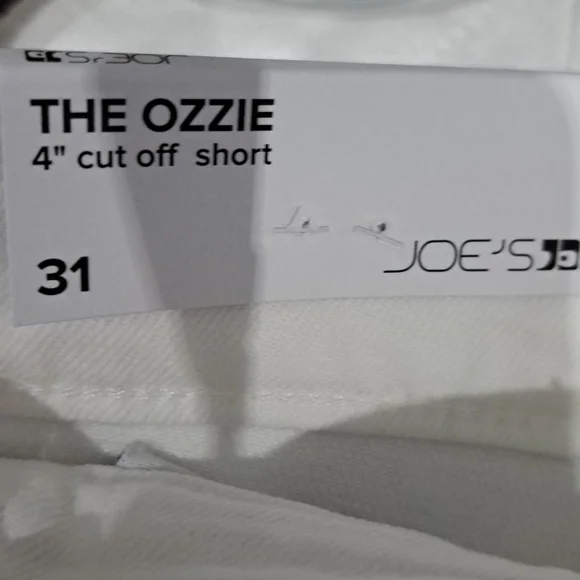 THE OZZIE
4" cut off short
31
JOE'S